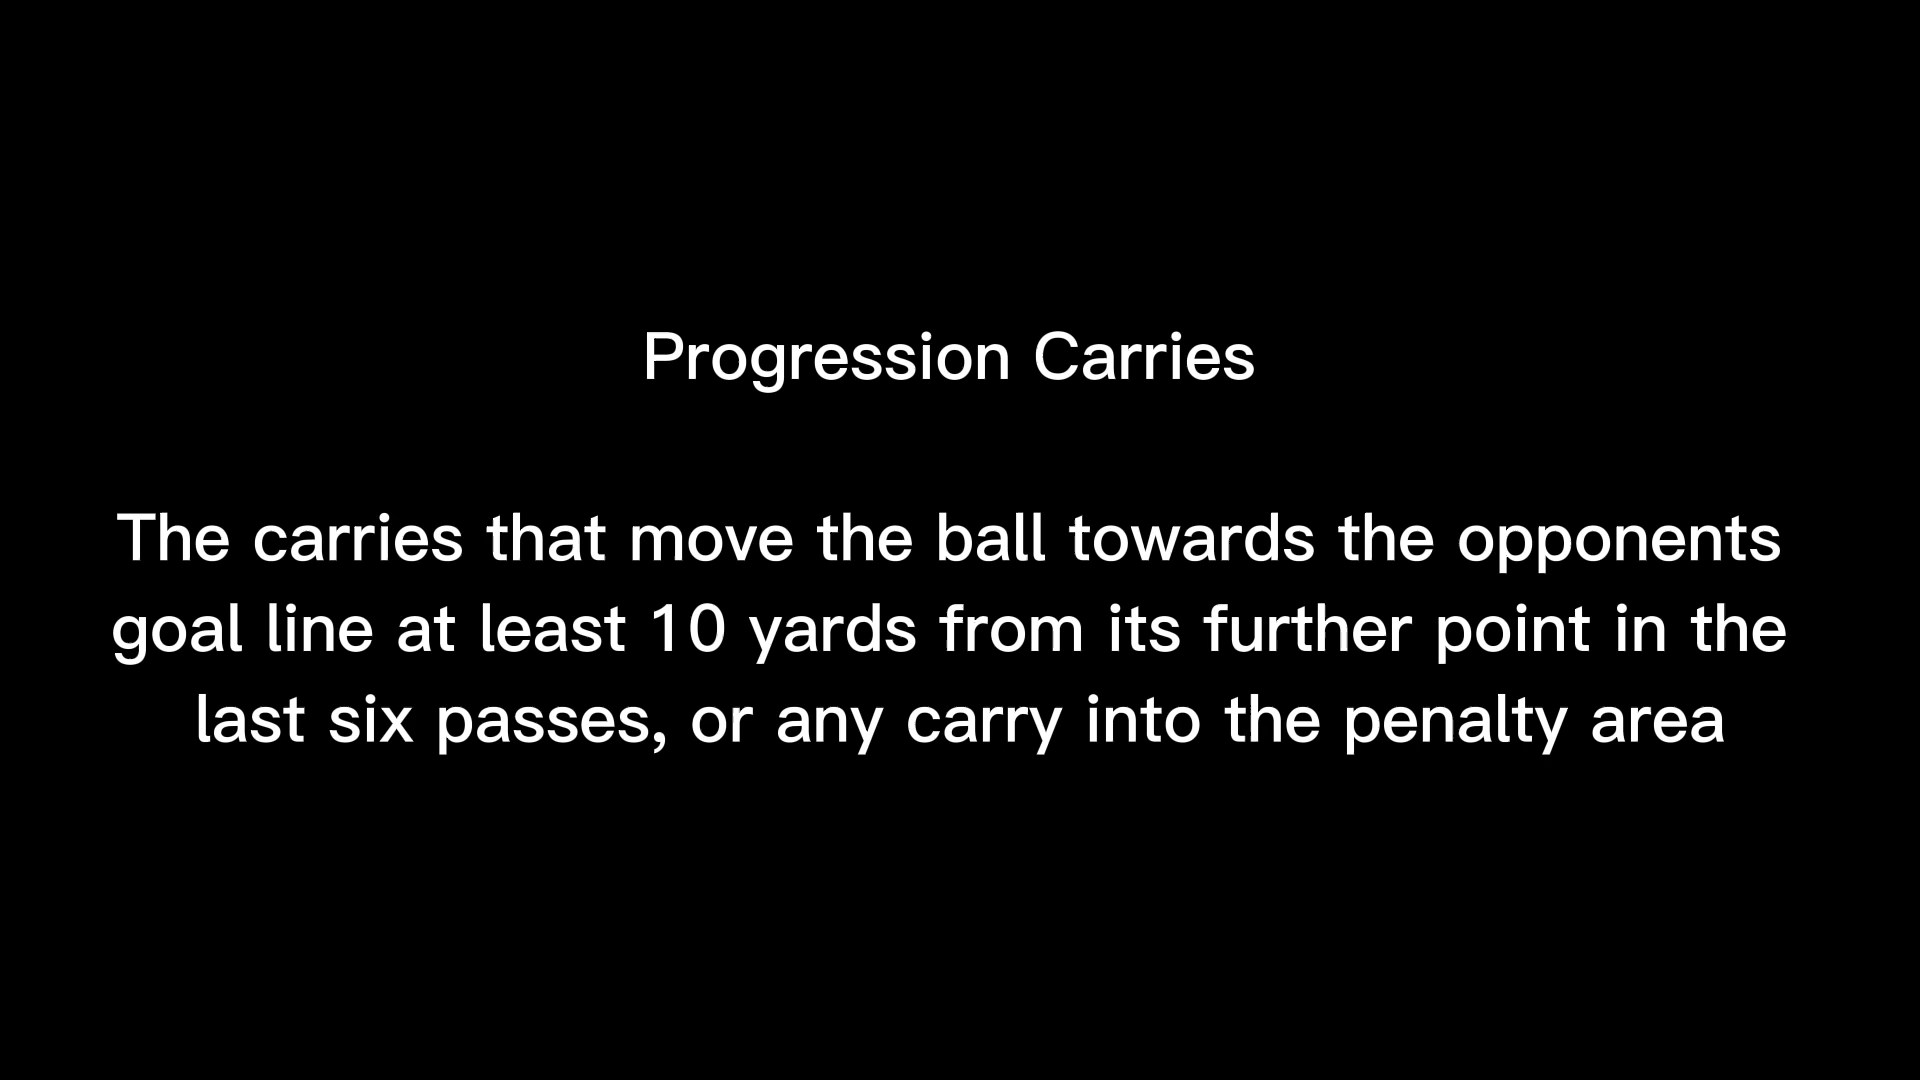 Progression Carries
The carries that move the ball towards the opponents
goal line at least 10 yards from its further point in the
last six passes, or any carry into the penalty area